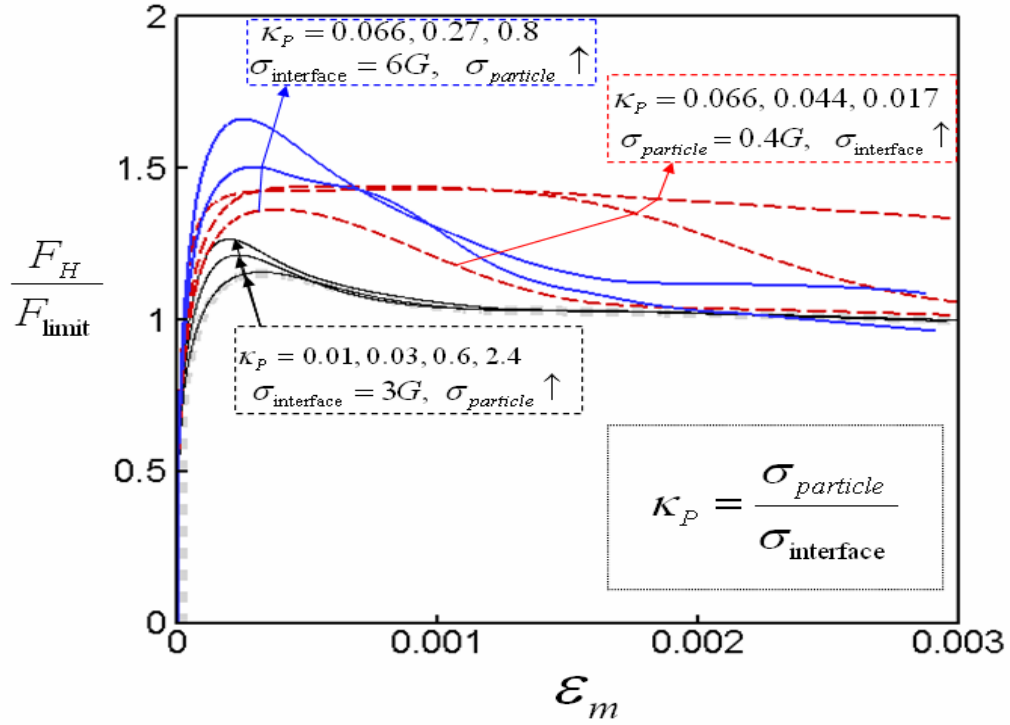 2
κ_P = 0.066, 0.27, 0.8
σ_interface = 6G, σ_particle ↑
κ_P = 0.066, 0.044, 0.017
σ_particle = 0.4G, σ_interface ↑
1.5
F_H
F_limit
1
κ_P = 0.01, 0.03, 0.6, 2.4
σ_interface = 3G, σ_particle ↑
0.5
κ_P = σ_particle / σ_interface
0
0 0.001 0.002 0.003
ε_m